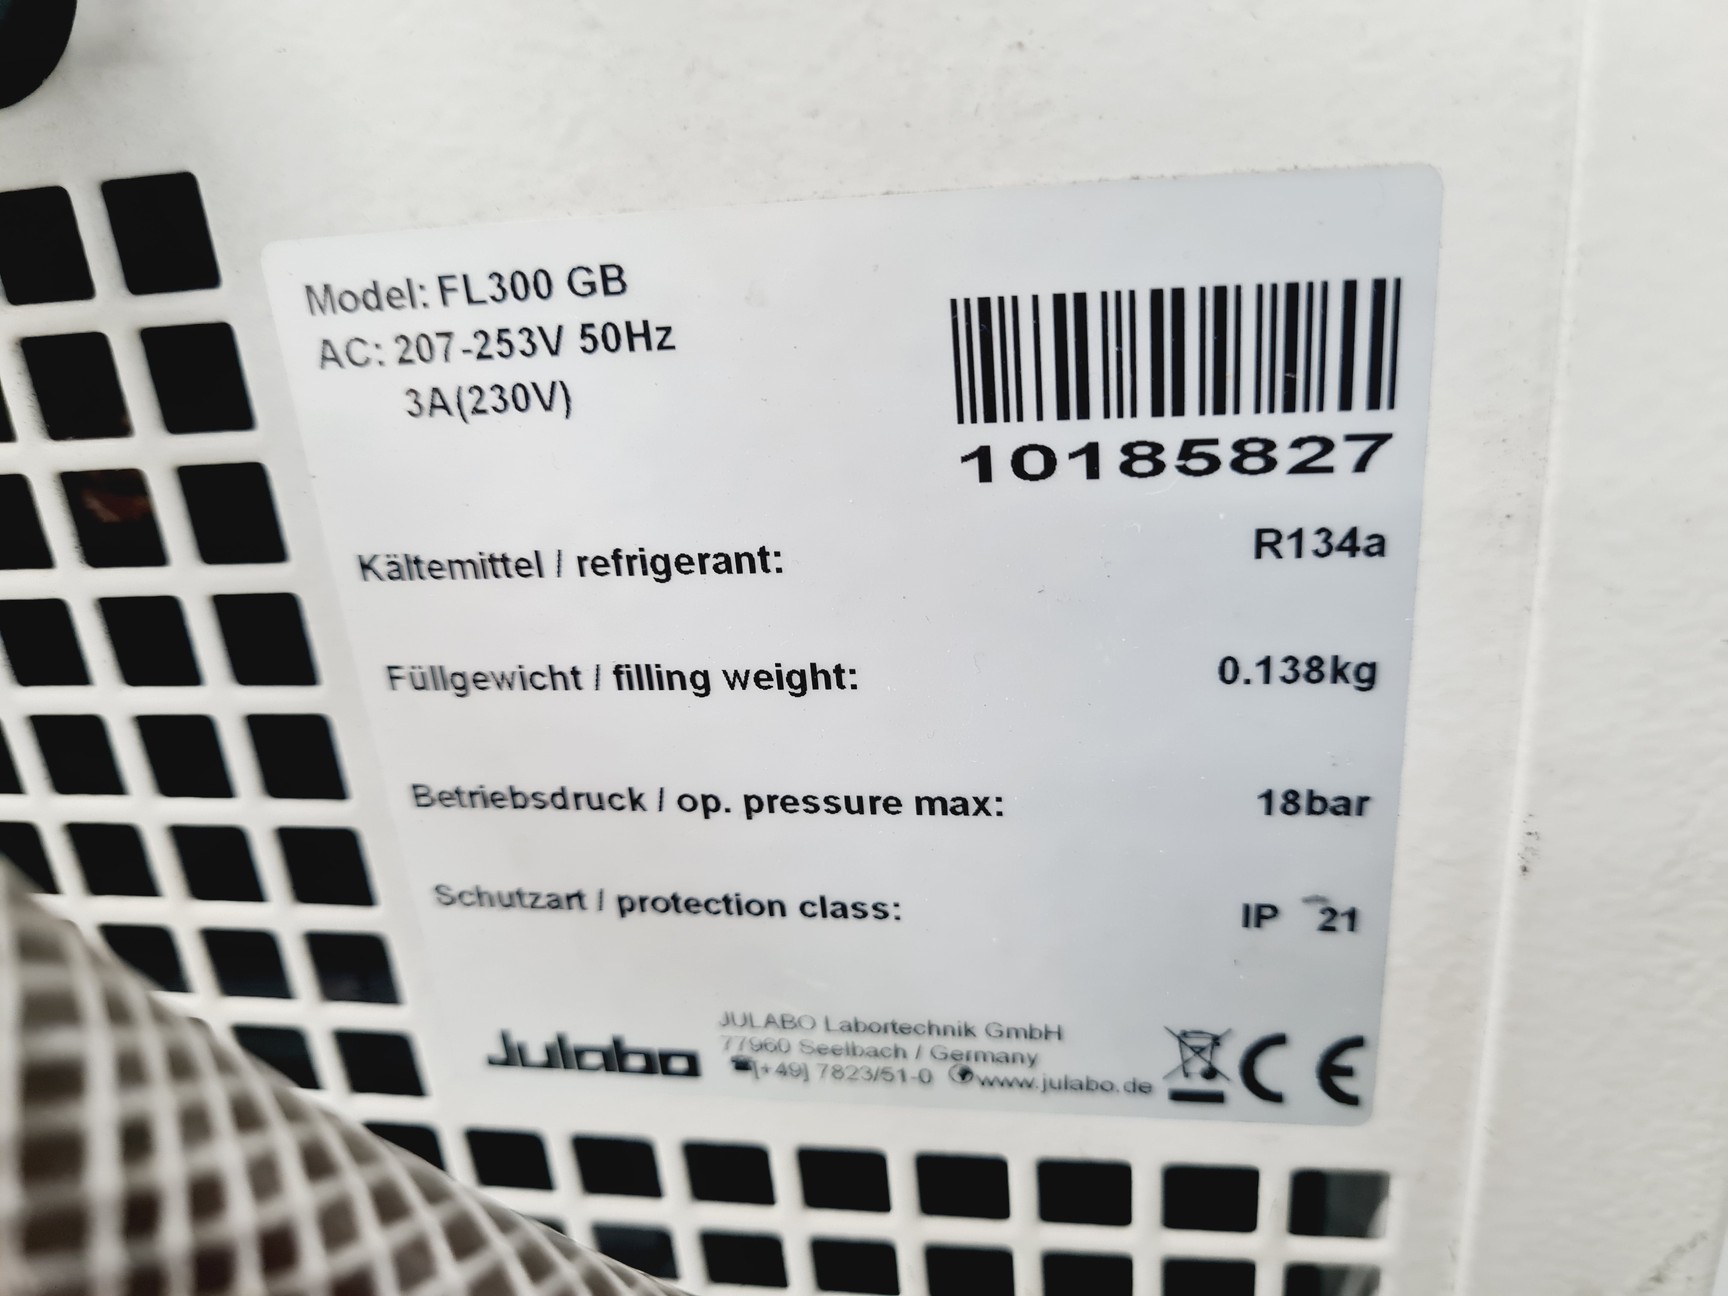 Model: FL300 GB
AC: 207-253V 50Hz
3A(230V)
10185827
Kältemittel / refrigerant: R134a
Füllgewicht / filling weight: 0.138kg
Betriebsdruck / op. pressure max: 18bar
Schutzart / protection class: IP 21
Julabo
JULABO Labortechnik GmbH
77960 Seelbach / Germany
[+49] 7823/51-0 www.julabo.de
CE